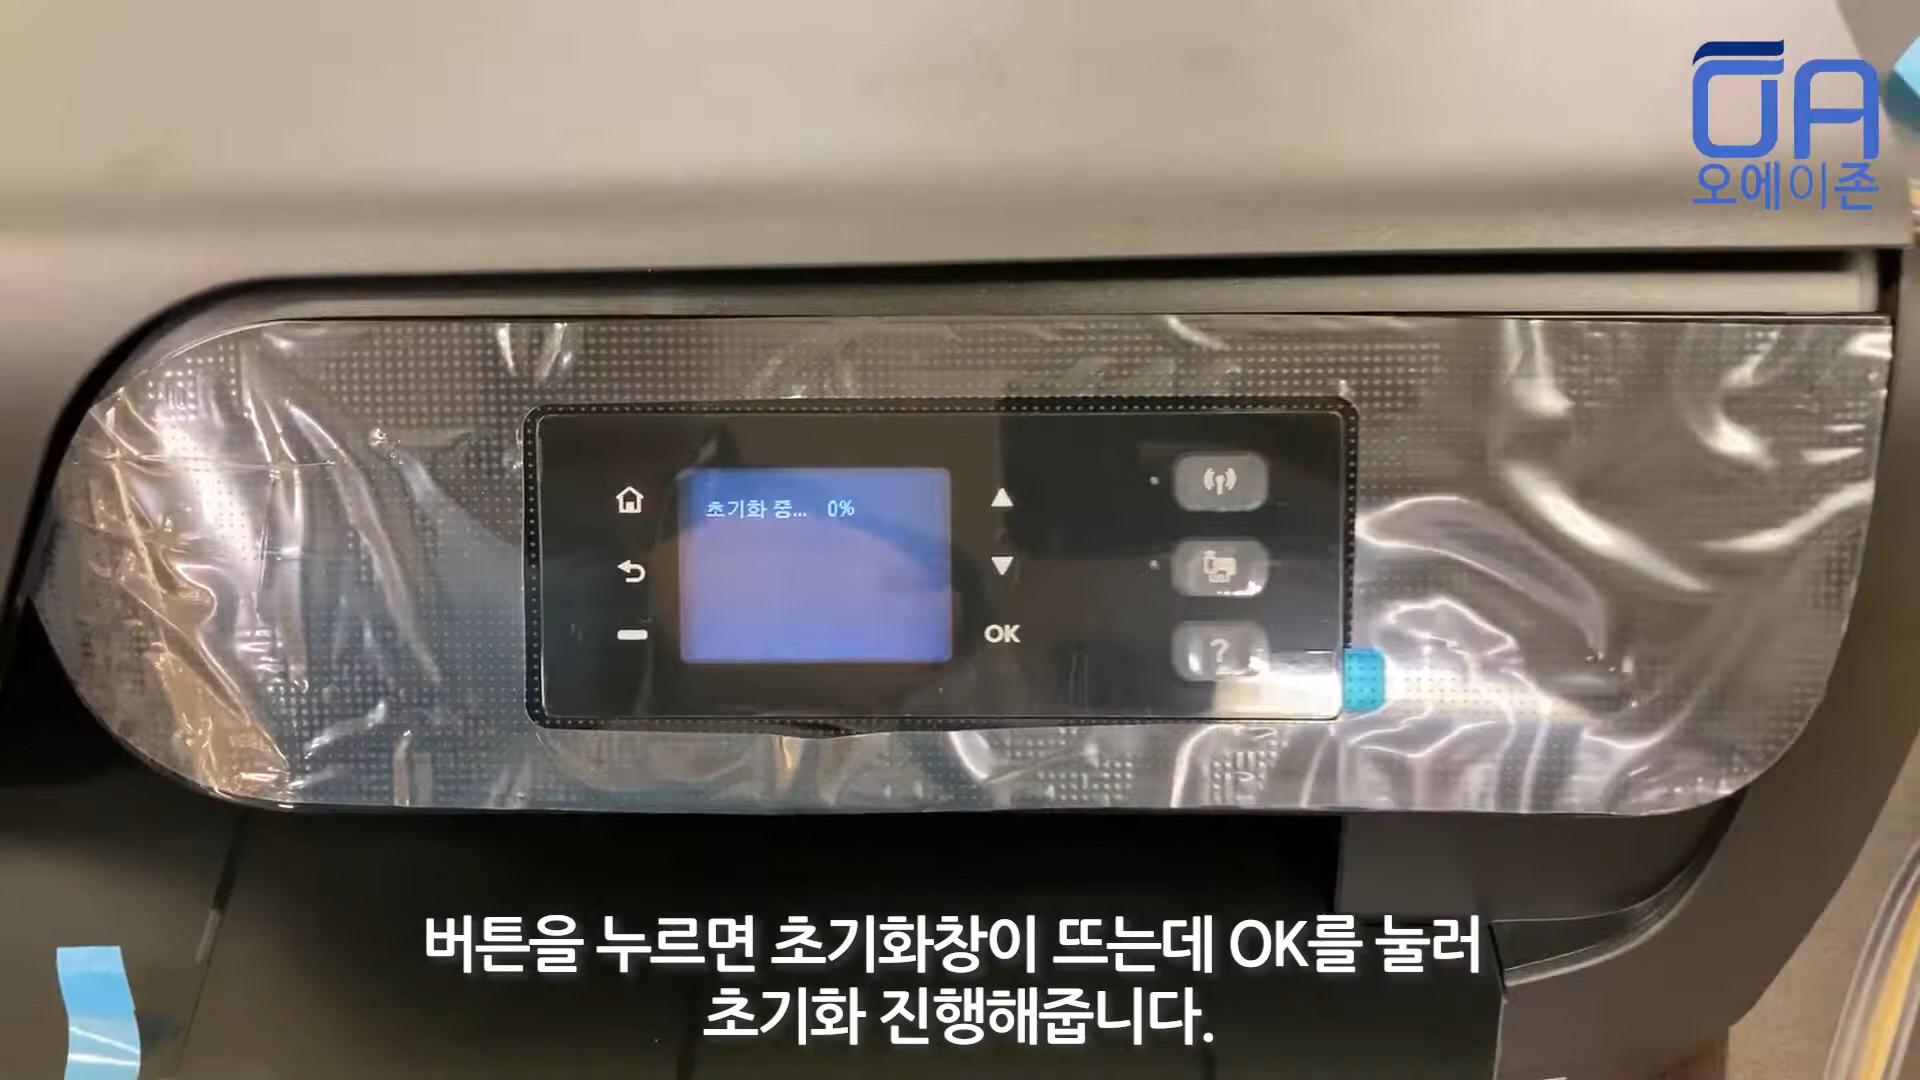 OA
오에이존
초기화 중... 0%
OK
?
버튼을 누르면 초기화창이 뜨는데 OK를 눌러
초기화 진행해줍니다.